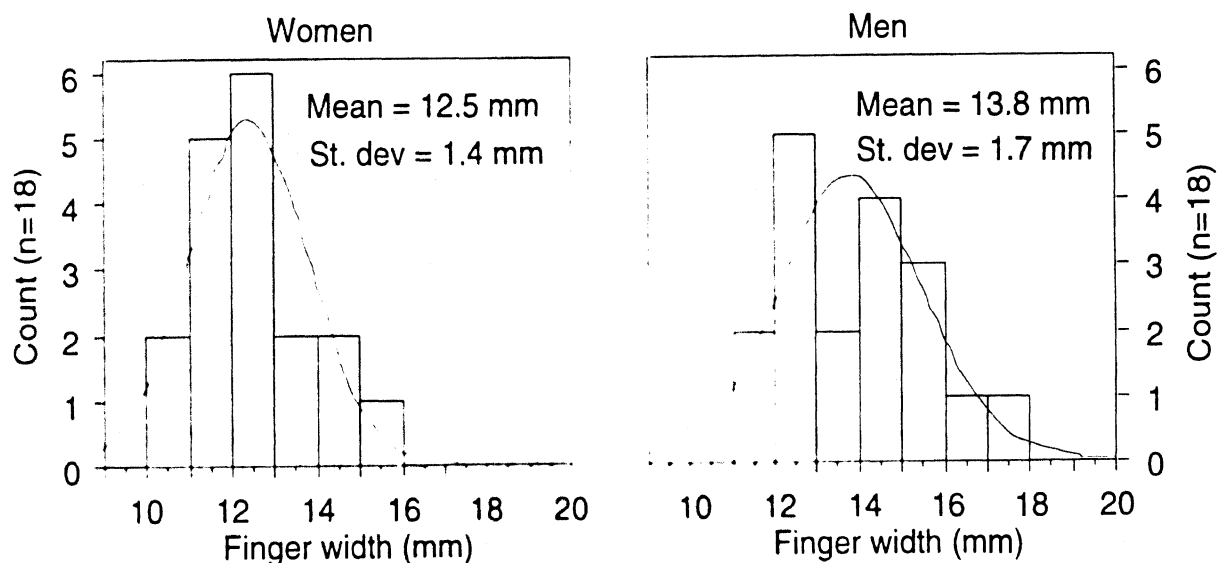 Women
Mean = 12.5 mm
St. dev = 1.4 mm
Count (n=18)
6
5
4
3
2
1
0
10 12 14 16 18 20
Finger width (mm)
Men
Mean = 13.8 mm
St. dev = 1.7 mm
Count (n=18)
6
5
4
3
2
1
0
10 12 14 16 18 20
Finger width (mm)